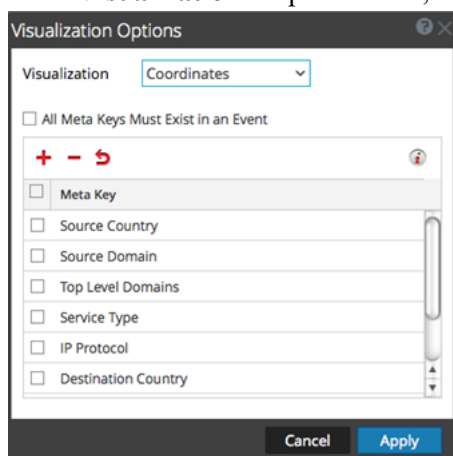 Visualization Options
Visualization Coordinates
All Meta Keys Must Exist in an Event
Meta Key
Source Country
Source Domain
Top Level Domains
Service Type
IP Protocol
Destination Country
Cancel Apply